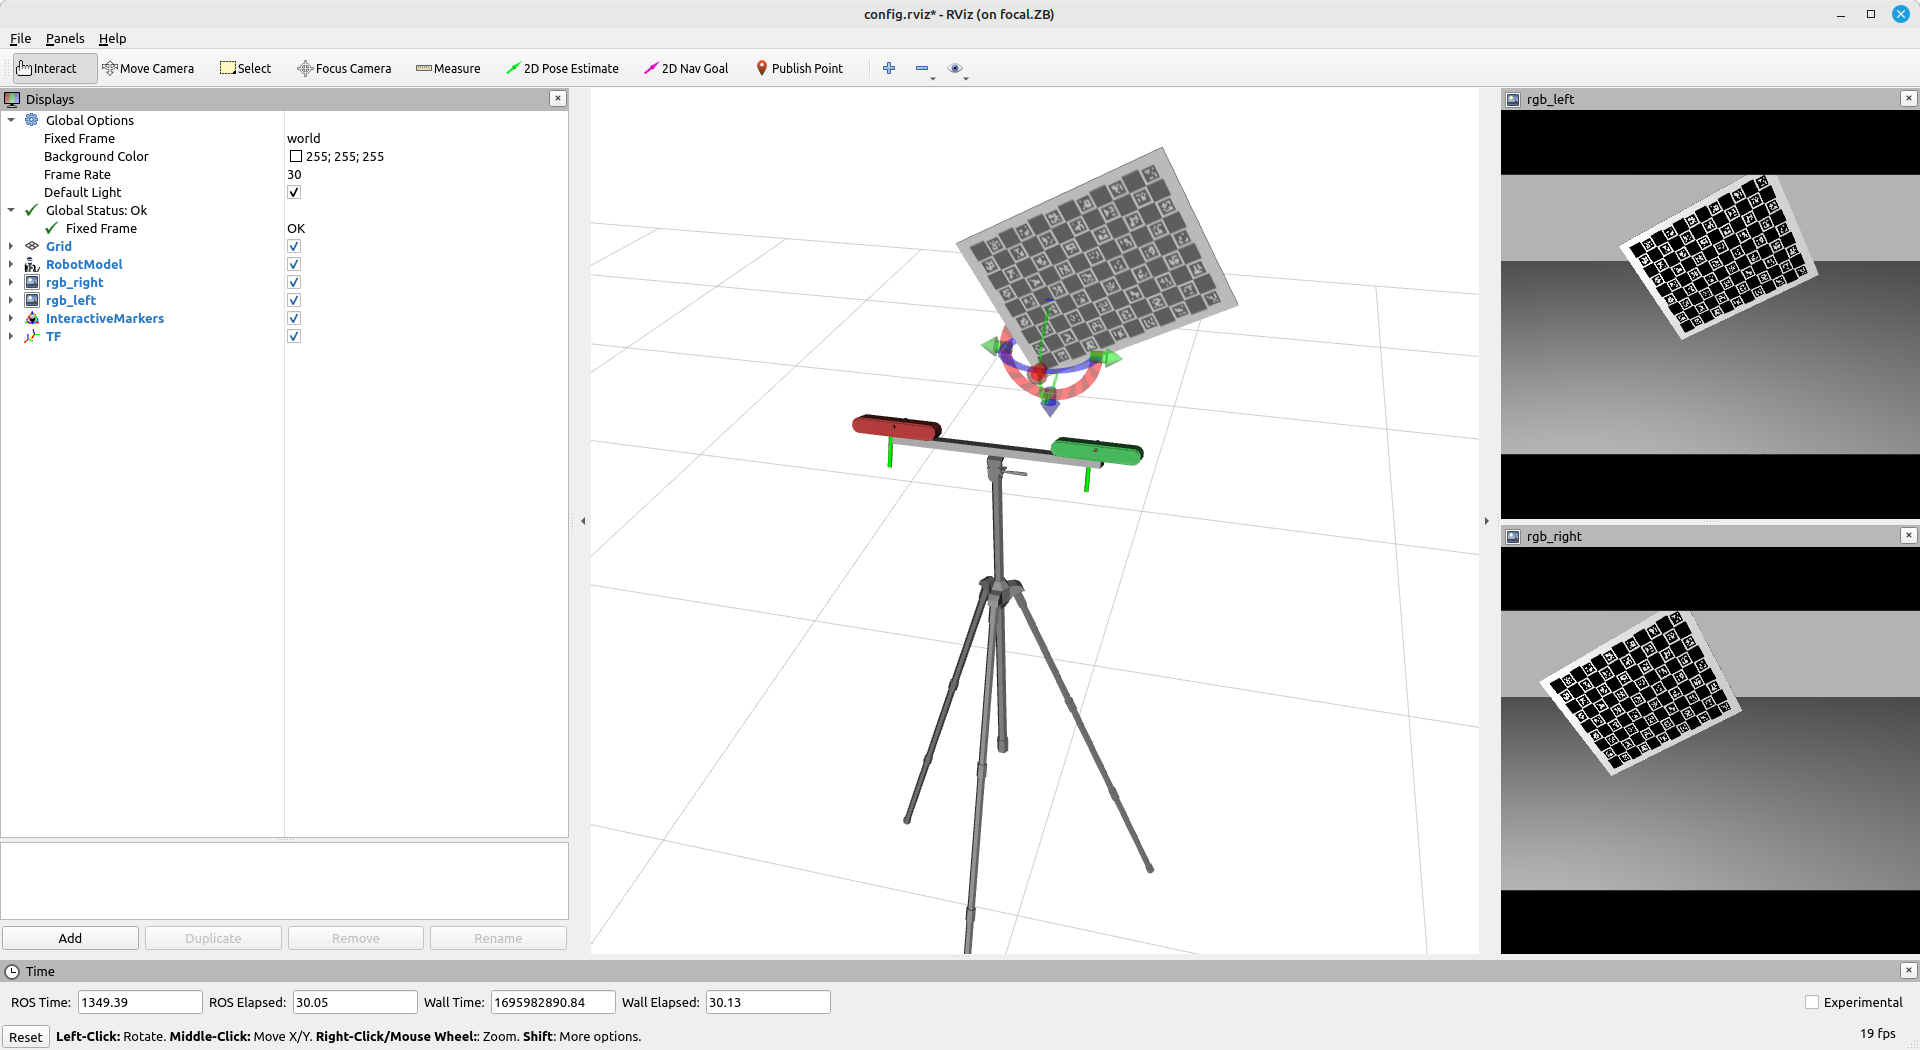 config.rviz* - RViz (on focal.ZB)
File Panels Help
Interact Move Camera Select Focus Camera Measure 2D Pose Estimate 2D Nav Goal Publish Point
Displays
Global Options
Fixed Frame world
Background Color 255; 255; 255
Frame Rate 30
Default Light
Global Status: Ok
Fixed Frame OK
Grid
RobotModel
rgb_right
rgb_left
InteractiveMarkers
TF
Add Duplicate Remove Rename
rgb_left
rgb_right
Time
ROS Time: 1349.39 ROS Elapsed: 30.05 Wall Time: 1695982890.84 Wall Elapsed: 30.13 Experimental
Reset Left-Click: Rotate. Middle-Click: Move X/Y. Right-Click/Mouse Wheel:: Zoom. Shift: More options. 19 fps